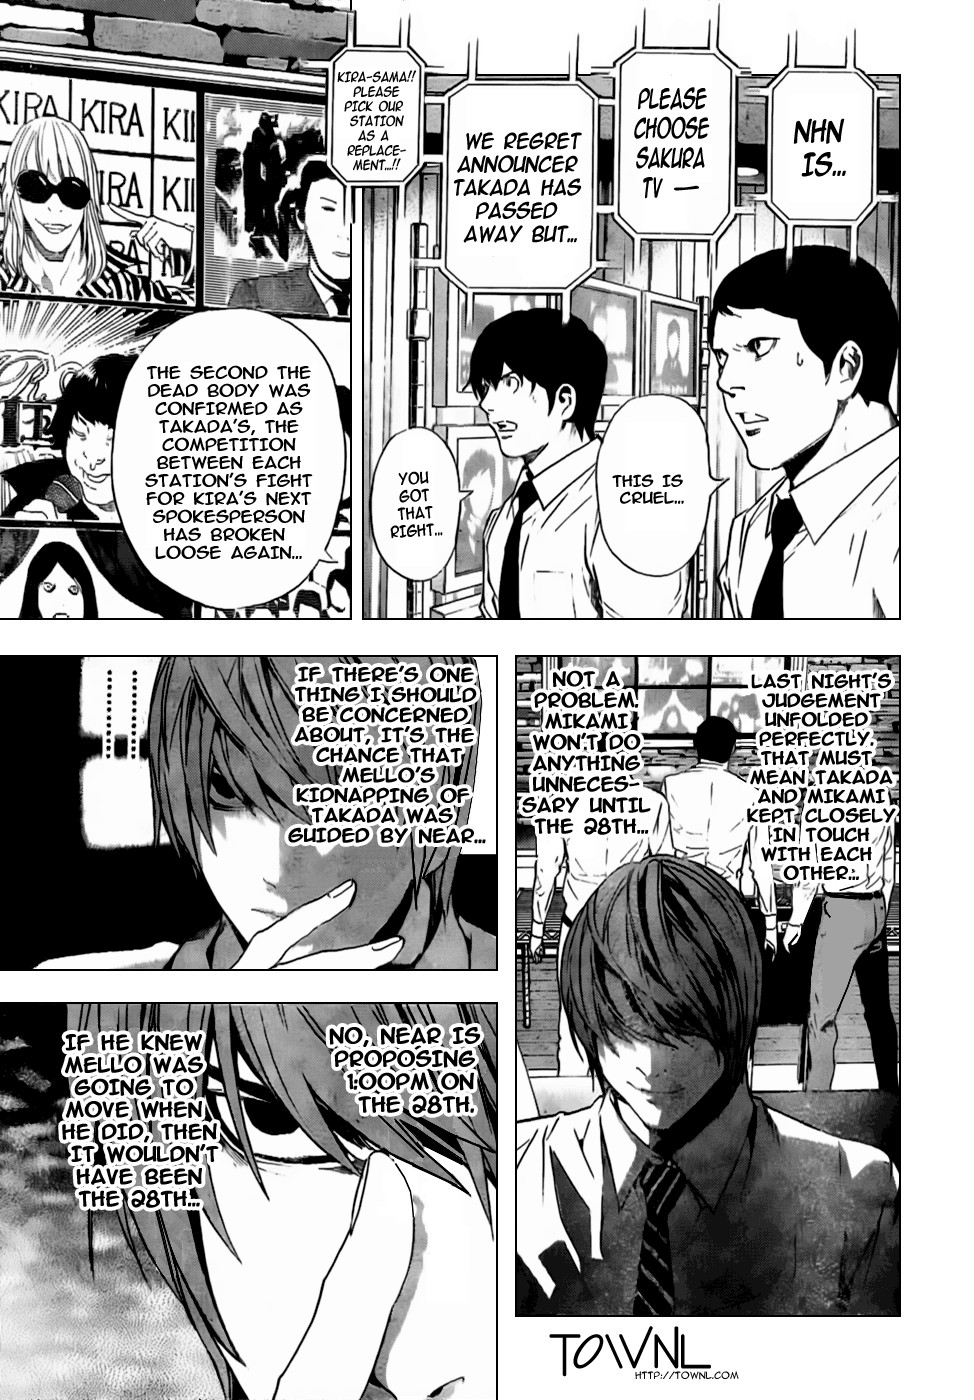 NHN
IS...
PLEASE
CHOOSE
SAKURA
TV —
WE REGRET
ANNOUNCER
TAKADA HAS
PASSED
AWAY BUT...
KIRA-SAMA!!
PLEASE
PICK OUR
STATION
AS A
REPLACE-
MENT...!!
THIS IS
CRUEL...
YOU
GOT
THAT
RIGHT...
KIRA
KIRA
KI
IRA
THE SECOND THE
DEAD BODY WAS
CONFIRMED AS
TAKADA'S, THE
COMPETITION
BETWEEN EACH
STATION'S FIGHT
FOR KIRA'S NEXT
SPOKESPERSON
HAS BROKEN
LOOSE AGAIN...
LAST NIGHT'S
JUDGEMENT
UNFOLDED
PERFECTLY.
THAT MUST
MEAN TAKADA
AND MIKAMI
KEPT CLOSELY
IN TOUCH
WITH EACH
OTHER...
NOT A
PROBLEM.
MIKAMI
WON'T DO
ANYTHING
UNNECES-
SARY UNTIL
THE 28TH...
IF THERE'S ONE
THING I SHOULD
BE CONCERNED
ABOUT, IT'S THE
CHANCE THAT
MELLO'S
KIDNAPPING OF
TAKADA WAS
GUIDED BY NEAR...
NO, NEAR IS
PROPOSING
1:00PM ON
THE 28TH.
IF HE KNEW
MELLO WAS
GOING TO
MOVE WHEN
HE DID, THEN
IT WOULDN'T
HAVE BEEN
THE 28TH...
TOWNL
HTTP://TOWNL.COM